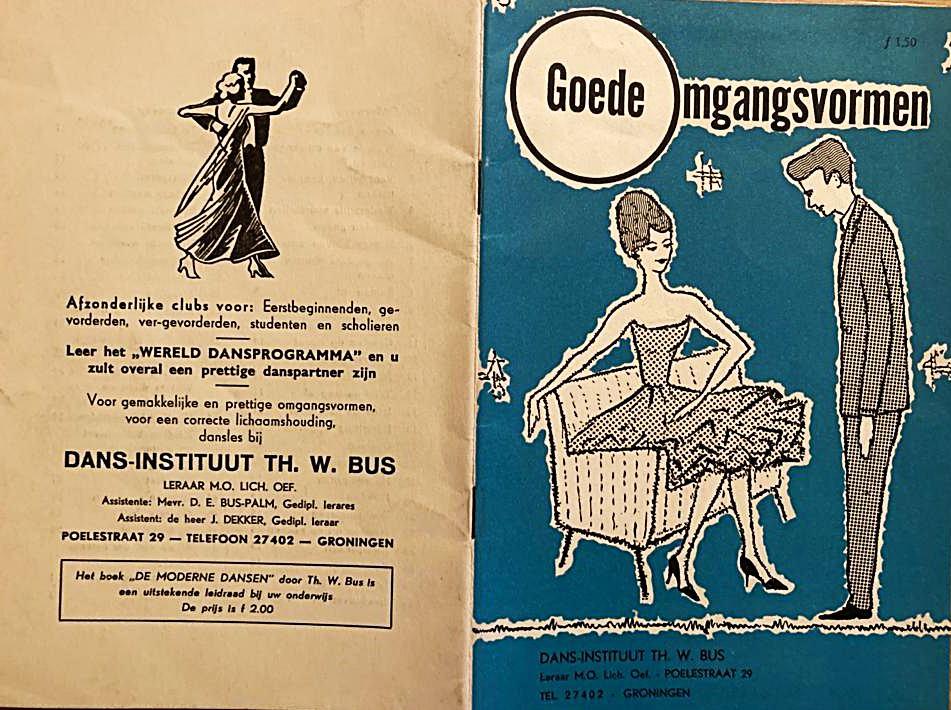 Afzonderlijke clubs voor: Eerstbeginnenden, ge-
vorderden, ver-gevorderden, studenten en scholieren
Leer het „WERELD DANSPROGRAMMA” en u
zult overal een prettige danspartner zijn
Voor gemakkelijke en prettige omgangsvormen,
voor een correcte lichaamshouding,
dansles bij
DANS-INSTITUUT TH. W. BUS
LERAAR M.O. LICH. OEF.
Assistente: Mevr. D. E. BUS-PALM, Gedipl. lerares
Assistent: de heer J. DEKKER, Gedipl. leraar
POELESTRAAT 29 — TELEFOON 27402 — GRONINGEN
Het boek „DE MODERNE DANSEN” door Th. W. Bus is
een uitstekende leidraad bij uw onderwijs
De prijs is f 2.00
f 1.50
Goede Omgangsvormen
DANS-INSTITUUT TH. W. BUS
Leraar M.O. Lich. Oef. - POELESTRAAT 29
TEL 27402 - GRONINGEN